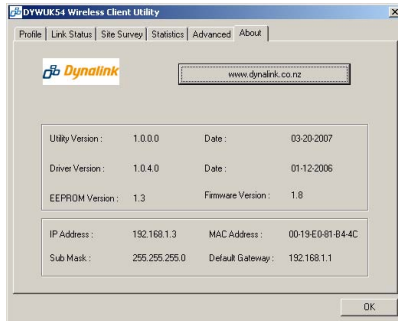 DYWUK54 Wireless Client Utility
Profile Link Status Site Survey Statistics Advanced About
Dynalink www.dynalink.co.nz
Utility Version : 1.0.0.0 Date : 03-20-2007
Driver Version : 1.0.4.0 Date : 01-12-2006
EEPROM Version : 1.3 Firmware Version : 1.8
IP Address : 192.168.1.3 MAC Address : 00-19-E0-81-B4-4C
Sub Mask : 255.255.255.0 Default Gateway : 192.168.1.1
OK